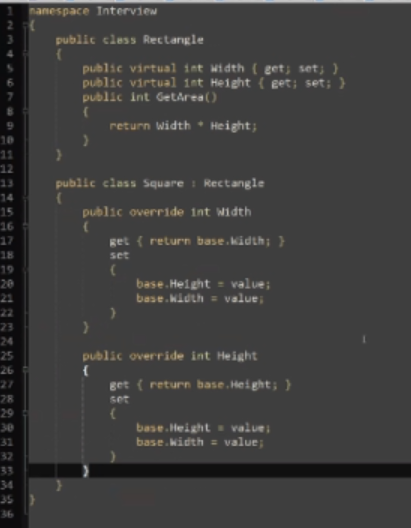 1 namespace Interview
2 {
3 public class Rectangle
4 {
5 public virtual int Width { get; set; }
6 public virtual int Height { get; set; }
7 public int GetArea()
8 {
9 return Width * Height;
10 }
11 }
12
13 public class Square : Rectangle
14 {
15 public override int Width
16 {
17 get { return base.Width; }
18 set
19 {
20 base.Height = value;
21 base.Width = value;
22 }
23 }
24
25 public override int Height
26 {
27 get { return base.Height; }
28 set
29 {
30 base.Height = value;
31 base.Width = value;
32 }
33 }
34 }
35 }
36